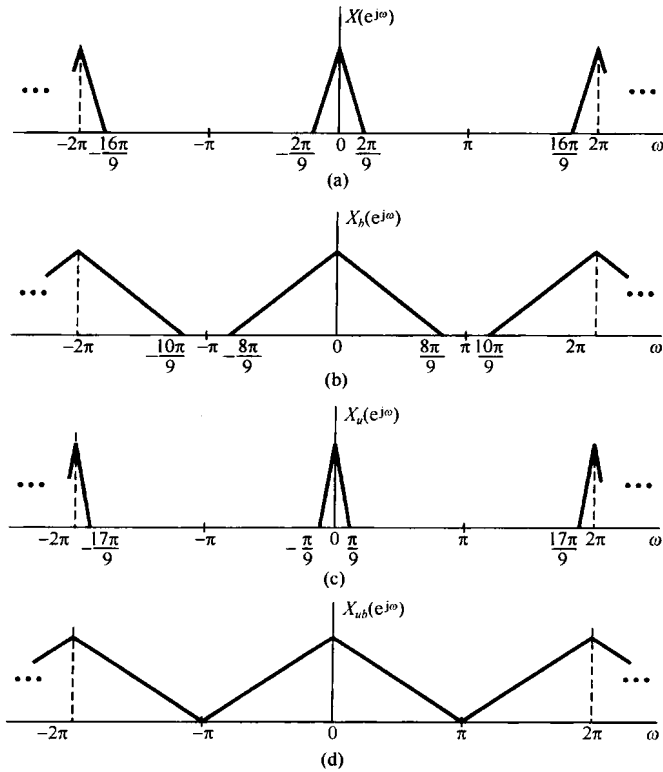 X(e^{jω})
... ...
−2π −16π/9 −π −2π/9 0 2π/9 π 16π/9 2π ω
(a)
X_b(e^{jω})
... ...
−2π −10π/9 −π −8π/9 0 8π/9 π 10π/9 2π ω
(b)
X_u(e^{jω})
... ...
−2π −17π/9 −π −π/9 0 π/9 π 17π/9 2π ω
(c)
X_{ub}(e^{jω})
... ...
−2π −π 0 π 2π ω
(d)